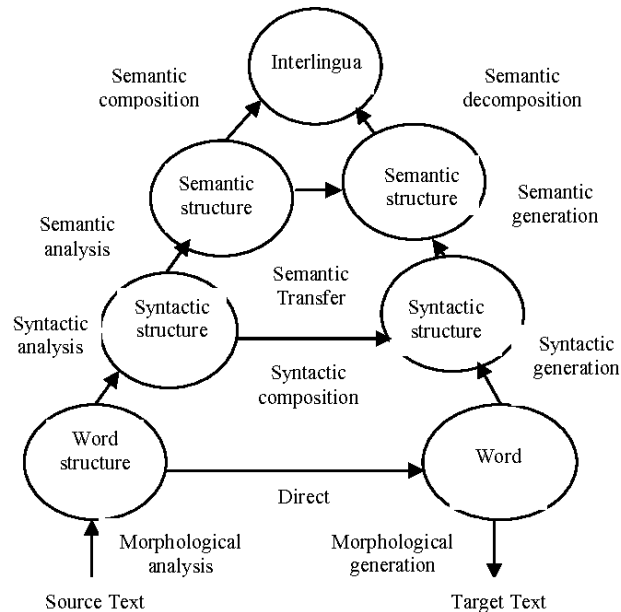 Interlingua
Semantic
composition
Semantic
decomposition
Semantic
structure
Semantic
structure
Semantic
analysis
Semantic
generation
Semantic
Transfer
Syntactic
structure
Syntactic
structure
Syntactic
analysis
Syntactic
generation
Syntactic
composition
Word
structure
Word
Direct
Morphological
analysis
Morphological
generation
Source Text
Target Text